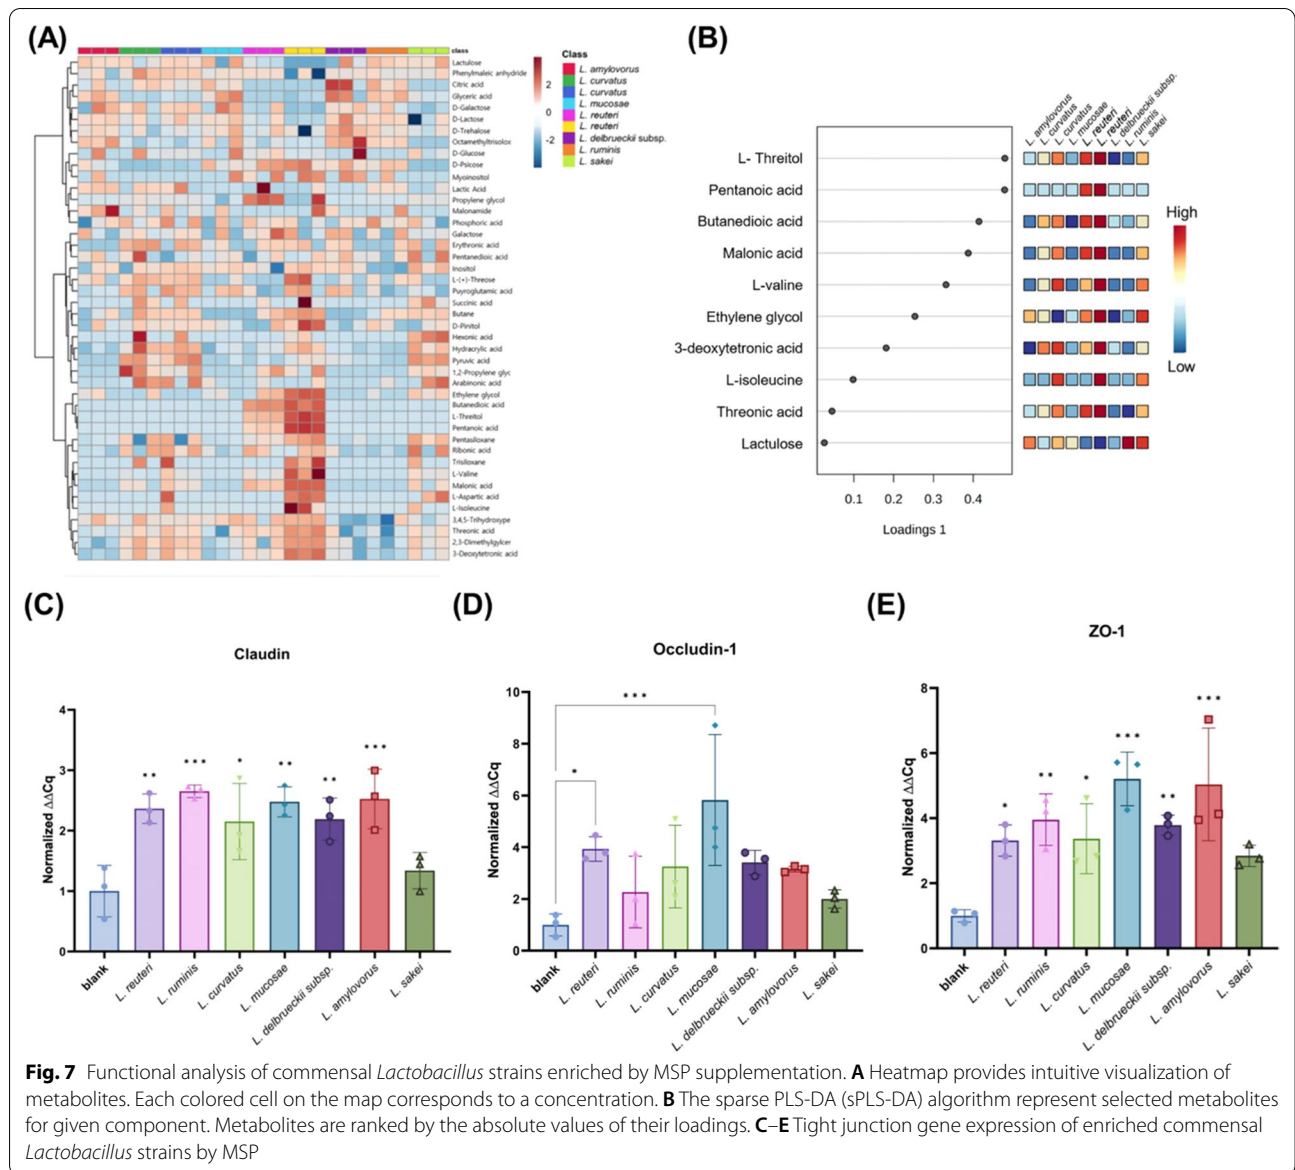 (A)
class
Lactulose
Phenylmaleic anhydride
Citric acid
Glyceric acid
D-Galactose
D-Lactose
D-Trehalose
Octamethyltrisolox
D-Glucose
D-Psicose
Myoinositol
Lactic Acid
Propylene glycol
Malonamide
Phosphoric acid
Galactose
Erythronic acid
Pentanedioic acid
Inositol
L-(+)-Threose
Puyroglutamic acid
Succinic acid
Butane
D-Pinitol
Hexonic acid
Hydracrylic acid
Pyruvic acid
1,2-Propylene glyc
Arabinonic acid
Ethylene glycol
Butanedioic acid
L-Threitol
Pentanoic acid
Pentasiloxane
Ribonic acid
Trisiloxane
L-Valine
Malonic acid
L-Aspartic acid
L-Isoleucine
3,4,5-Trihydroxype
Threonic acid
2,3-Dimethylgylcer
3-Deoxytetronic acid
2
0
-2
Class
L. amylovorus
L. curvatus
L. curvatus
L. mucosae
L. reuteri
L. reuteri
L. delbrueckii subsp.
L. ruminis
L. sakei
(B)
L. amylovorus
L. curvatus
L. curvatus
L. mucosae
L. reuteri
L. reuteri
L. delbrueckii subsp.
L. ruminis
L. sakei
L- Threitol
Pentanoic acid
Butanedioic acid
Malonic acid
L-valine
Ethylene glycol
3-deoxytetronic acid
L-isoleucine
Threonic acid
Lactulose
0.1 0.2 0.3 0.4
Loadings 1
High
Low
(C)
Claudin
Normalized ΔΔCq
4
3
2
1
0
** *** * ** ** ***
blank
L. reuteri
L. ruminis
L. curvatus
L. mucosae
L. delbrueckii subsp.
L. amylovorus
L. sakei
(D)
Occludin-1
Normalized ΔΔCq
10
8
6
4
2
0
***
*
blank
L. reuteri
L. ruminis
L. curvatus
L. mucosae
L. delbrueckii subsp.
L. amylovorus
L. sakei
(E)
ZO-1
Normalized ΔΔCq
8
6
4
2
0
* ** * *** ** ***
blank
L. reuteri
L. ruminis
L. curvatus
L. mucosae
L. delbrueckii subsp.
L. amylovorus
L. sakei
Fig. 7 Functional analysis of commensal Lactobacillus strains enriched by MSP supplementation. A Heatmap provides intuitive visualization of
metabolites. Each colored cell on the map corresponds to a concentration. B The sparse PLS-DA (sPLS-DA) algorithm represent selected metabolites
for given component. Metabolites are ranked by the absolute values of their loadings. C–E Tight junction gene expression of enriched commensal
Lactobacillus strains by MSP